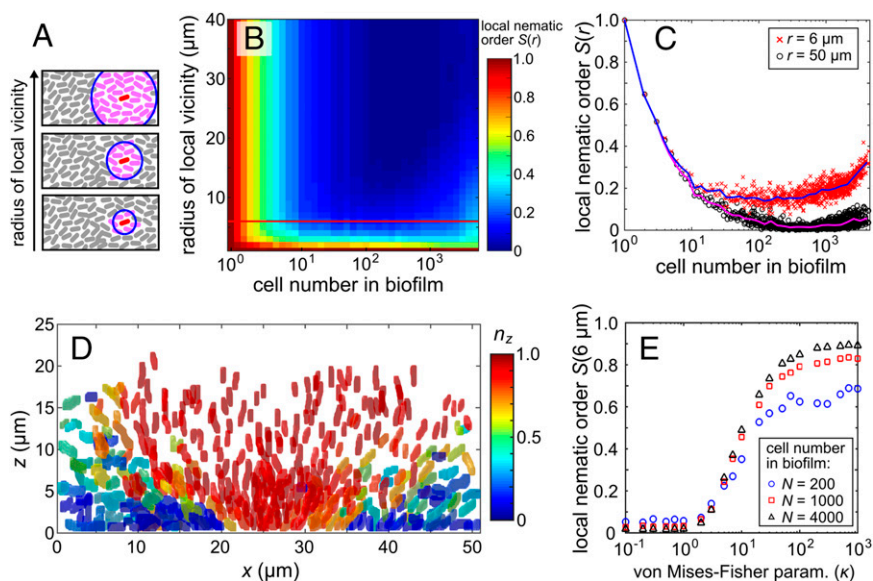 A
radius of local vicinity
B
radius of local vicinity (µm)
40
30
20
10
10⁰
10¹
10²
10³
cell number in biofilm
local nematic
order S(r)
1.0
0.8
0.6
0.4
0.2
0
C
local nematic order S(r)
1.0
0.8
0.6
0.4
0.2
0
10⁰
10¹
10²
10³
cell number in biofilm
r = 6 µm
r = 50 µm
D
z (µm)
25
20
15
10
5
0
0
10
20
30
40
50
x (µm)
n_z
1.0
0.5
0.0
E
local nematic order S(6 µm)
1.0
0.8
0.6
0.4
0.2
0
10⁻¹
10⁰
10¹
10²
10³
von Mises-Fisher param. (κ)
cell number
in biofilm:
N = 200
N = 1000
N = 4000